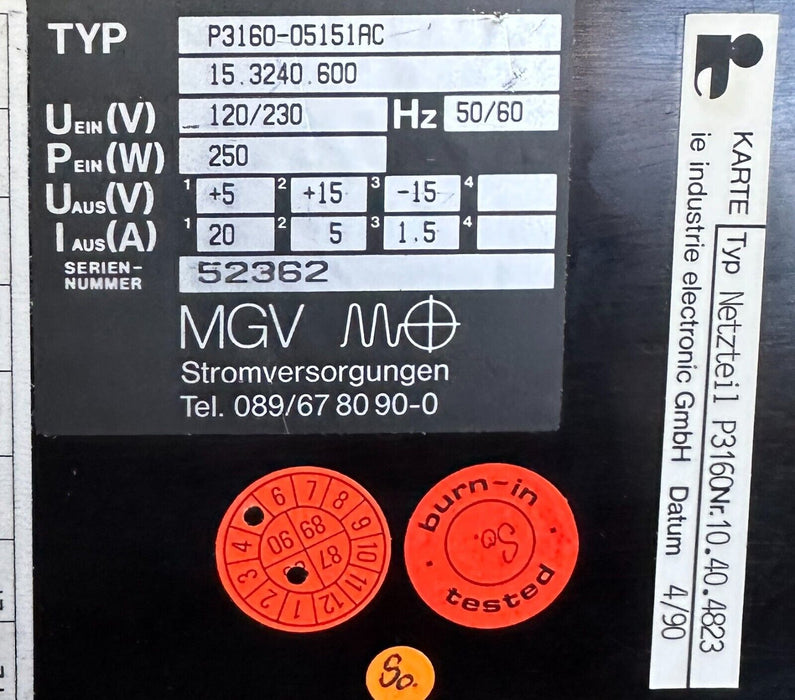 TYP P3160-05151AC
15.3240.600
UEIN(V) 120/230 Hz 50/60
PEIN(W) 250
UAUS(V) 1 +5 2 +15 3 -15 4
IAUS(A) 1 20 2 5 3 1.5 4
SERIEN-
NUMMER 52362
MGV
Stromversorgungen
Tel. 089/67 80 90-0
1 2 3 4 6 7 8 9 10 11 12
87 89 90
burn-in
So.
tested
So.
ie
KARTE Typ Netzteil P3160Nr.10.40.4823
ie industrie electronic GmbH Datum 4/90